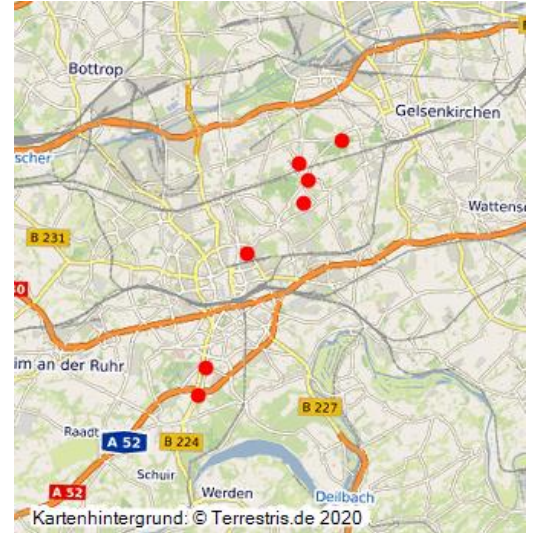 Bottrop
Gelsenkirchen
scher
Wattens
B 231
30
im an der Ruhr
B 227
Raadt
A 52
B 224
Schuir
A 52
Werden
Deilbach
Kartenhintergrund: © Terrestris.de 2020